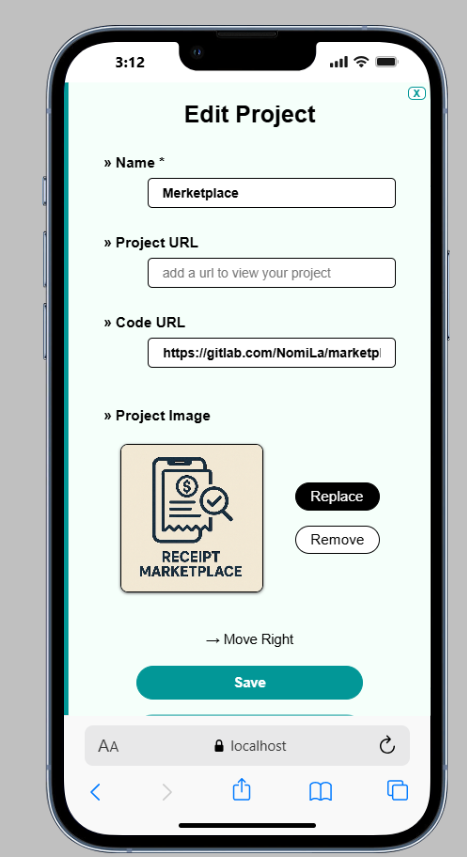 3:12
X
Edit Project
» Name *
Merketplace
» Project URL
add a url to view your project
» Code URL
https://gitlab.com/NomiLa/marketpl
» Project Image
$
RECEIPT
MARKETPLACE
Replace
Remove
→ Move Right
Save
AA
localhost